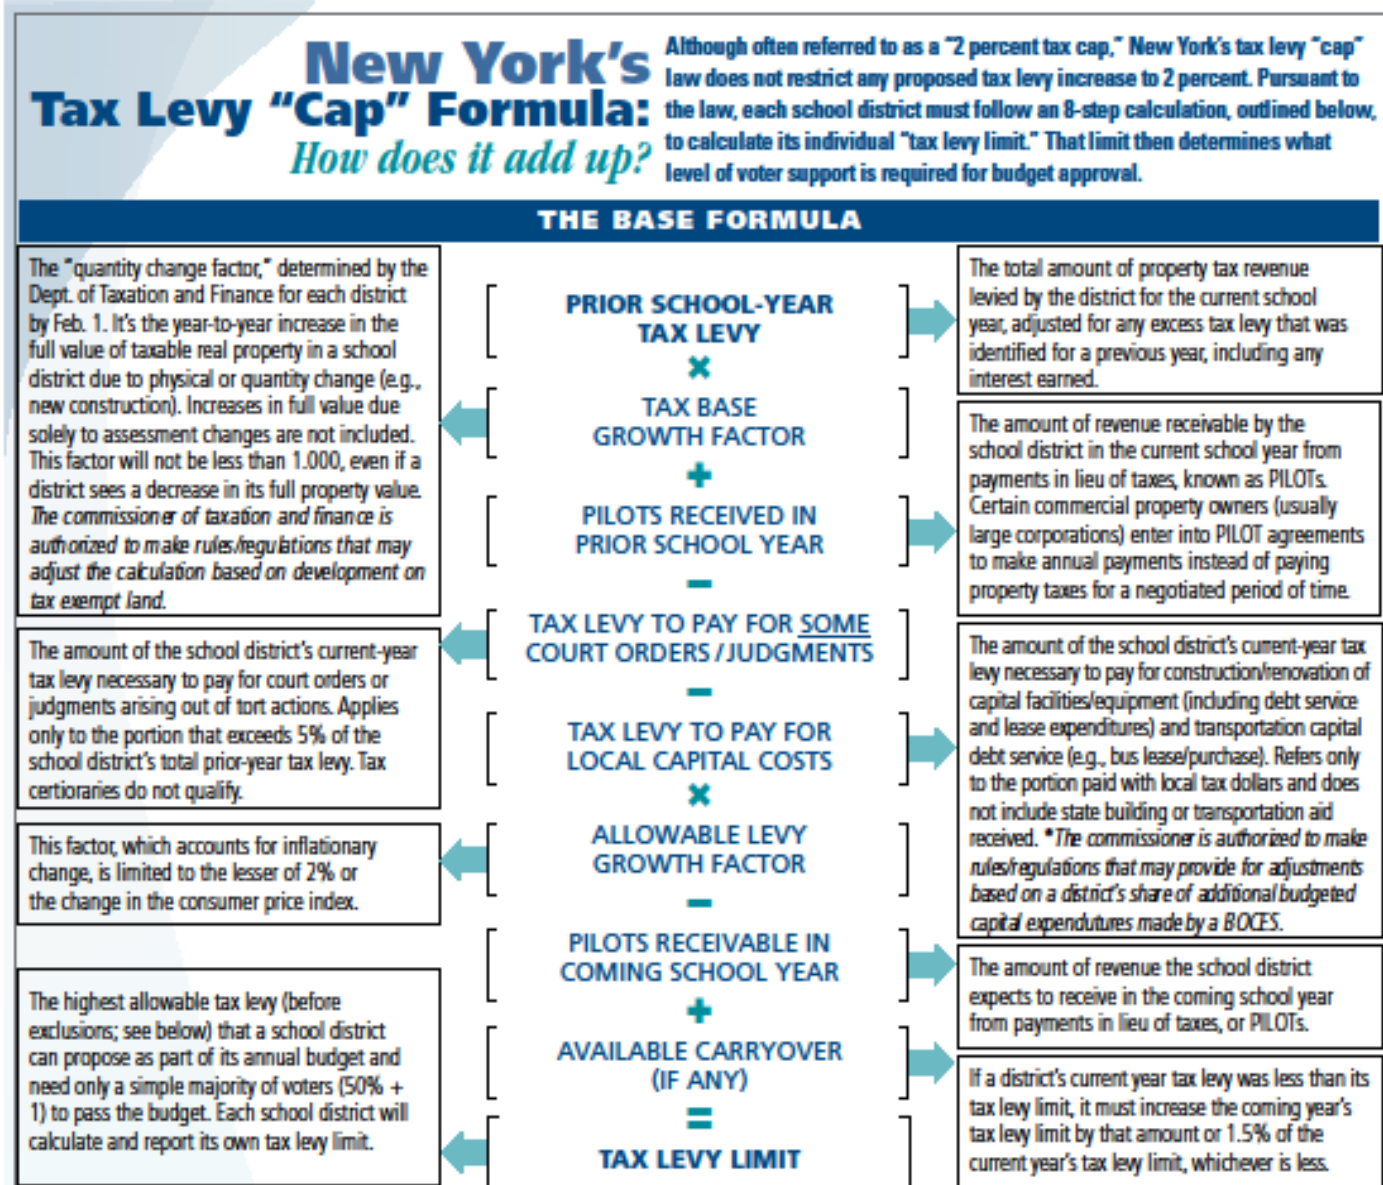 New York's
Tax Levy “Cap” Formula:
How does it add up?
Although often referred to as a “2 percent tax cap,” New York's tax levy “cap”
law does not restrict any proposed tax levy increase to 2 percent. Pursuant to
the law, each school district must follow an 8-step calculation, outlined below,
to calculate its individual “tax levy limit.” That limit then determines what
level of voter support is required for budget approval.
THE BASE FORMULA
The “quantity change factor,” determined by the
Dept. of Taxation and Finance for each district
by Feb. 1. It's the year-to-year increase in the
full value of taxable real property in a school
district due to physical or quantity change (e.g.,
new construction). Increases in full value due
solely to assessment changes are not included.
This factor will not be less than 1.000, even if a
district sees a decrease in its full property value.
The commissioner of taxation and finance is
authorized to make rules/regulations that may
adjust the calculation based on development on
tax exempt land.
The amount of the school district's current-year
tax levy necessary to pay for court orders or
judgments arising out of tort actions. Applies
only to the portion that exceeds 5% of the
school district's total prior-year tax levy. Tax
certioraries do not qualify.
This factor, which accounts for inflationary
change, is limited to the lesser of 2% or
the change in the consumer price index.
The highest allowable tax levy (before
exclusions; see below) that a school district
can propose as part of its annual budget and
need only a simple majority of voters (50% +
1) to pass the budget. Each school district will
calculate and report its own tax levy limit.
PRIOR SCHOOL-YEAR
TAX LEVY
×
TAX BASE
GROWTH FACTOR
+
PILOTS RECEIVED IN
PRIOR SCHOOL YEAR
–
TAX LEVY TO PAY FOR SOME
COURT ORDERS/JUDGMENTS
–
TAX LEVY TO PAY FOR
LOCAL CAPITAL COSTS
×
ALLOWABLE LEVY
GROWTH FACTOR
–
PILOTS RECEIVABLE IN
COMING SCHOOL YEAR
+
AVAILABLE CARRYOVER
(IF ANY)
=
TAX LEVY LIMIT
The total amount of property tax revenue
levied by the district for the current school
year, adjusted for any excess tax levy that was
identified for a previous year, including any
interest earned.
The amount of revenue receivable by the
school district in the current school year from
payments in lieu of taxes, known as PILOTs.
Certain commercial property owners (usually
large corporations) enter into PILOT agreements
to make annual payments instead of paying
property taxes for a negotiated period of time.
The amount of the school district's current-year tax
levy necessary to pay for construction/renovation of
capital facilities/equipment (including debt service
and lease expenditures) and transportation capital
debt service (e.g., bus lease/purchase). Refers only
to the portion paid with local tax dollars and does
not include state building or transportation aid
received. *The commissioner is authorized to make
rules/regulations that may provide for adjustments
based on a district's share of additional budgeted
capital expendutures made by a BOCES.
The amount of revenue the school district
expects to receive in the coming school year
from payments in lieu of taxes, or PILOTs.
If a district's current year tax levy was less than its
tax levy limit, it must increase the coming year's
tax levy limit by that amount or 1.5% of the
current year's tax levy limit, whichever is less.